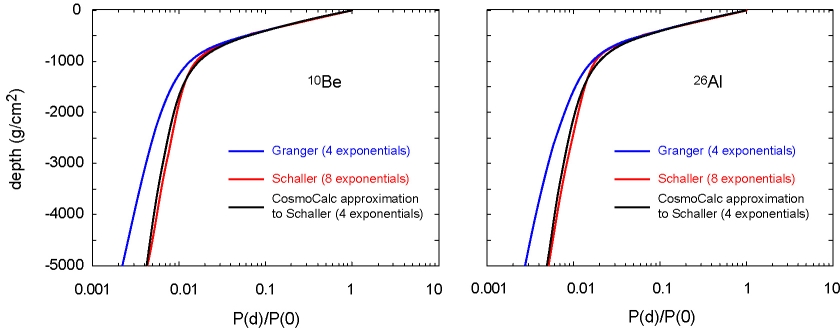 0
-1000
-2000
-3000
-4000
-5000
depth (g/cm²)
¹⁰Be
Granger (4 exponentials)
Schaller (8 exponentials)
CosmoCalc approximation
to Schaller (4 exponentials)
0.001
0.01
0.1
1
10
P(d)/P(0)
²⁶Al
Granger (4 exponentials)
Schaller (8 exponentials)
CosmoCalc approximation
to Schaller (4 exponentials)
0.001
0.01
0.1
1
10
P(d)/P(0)